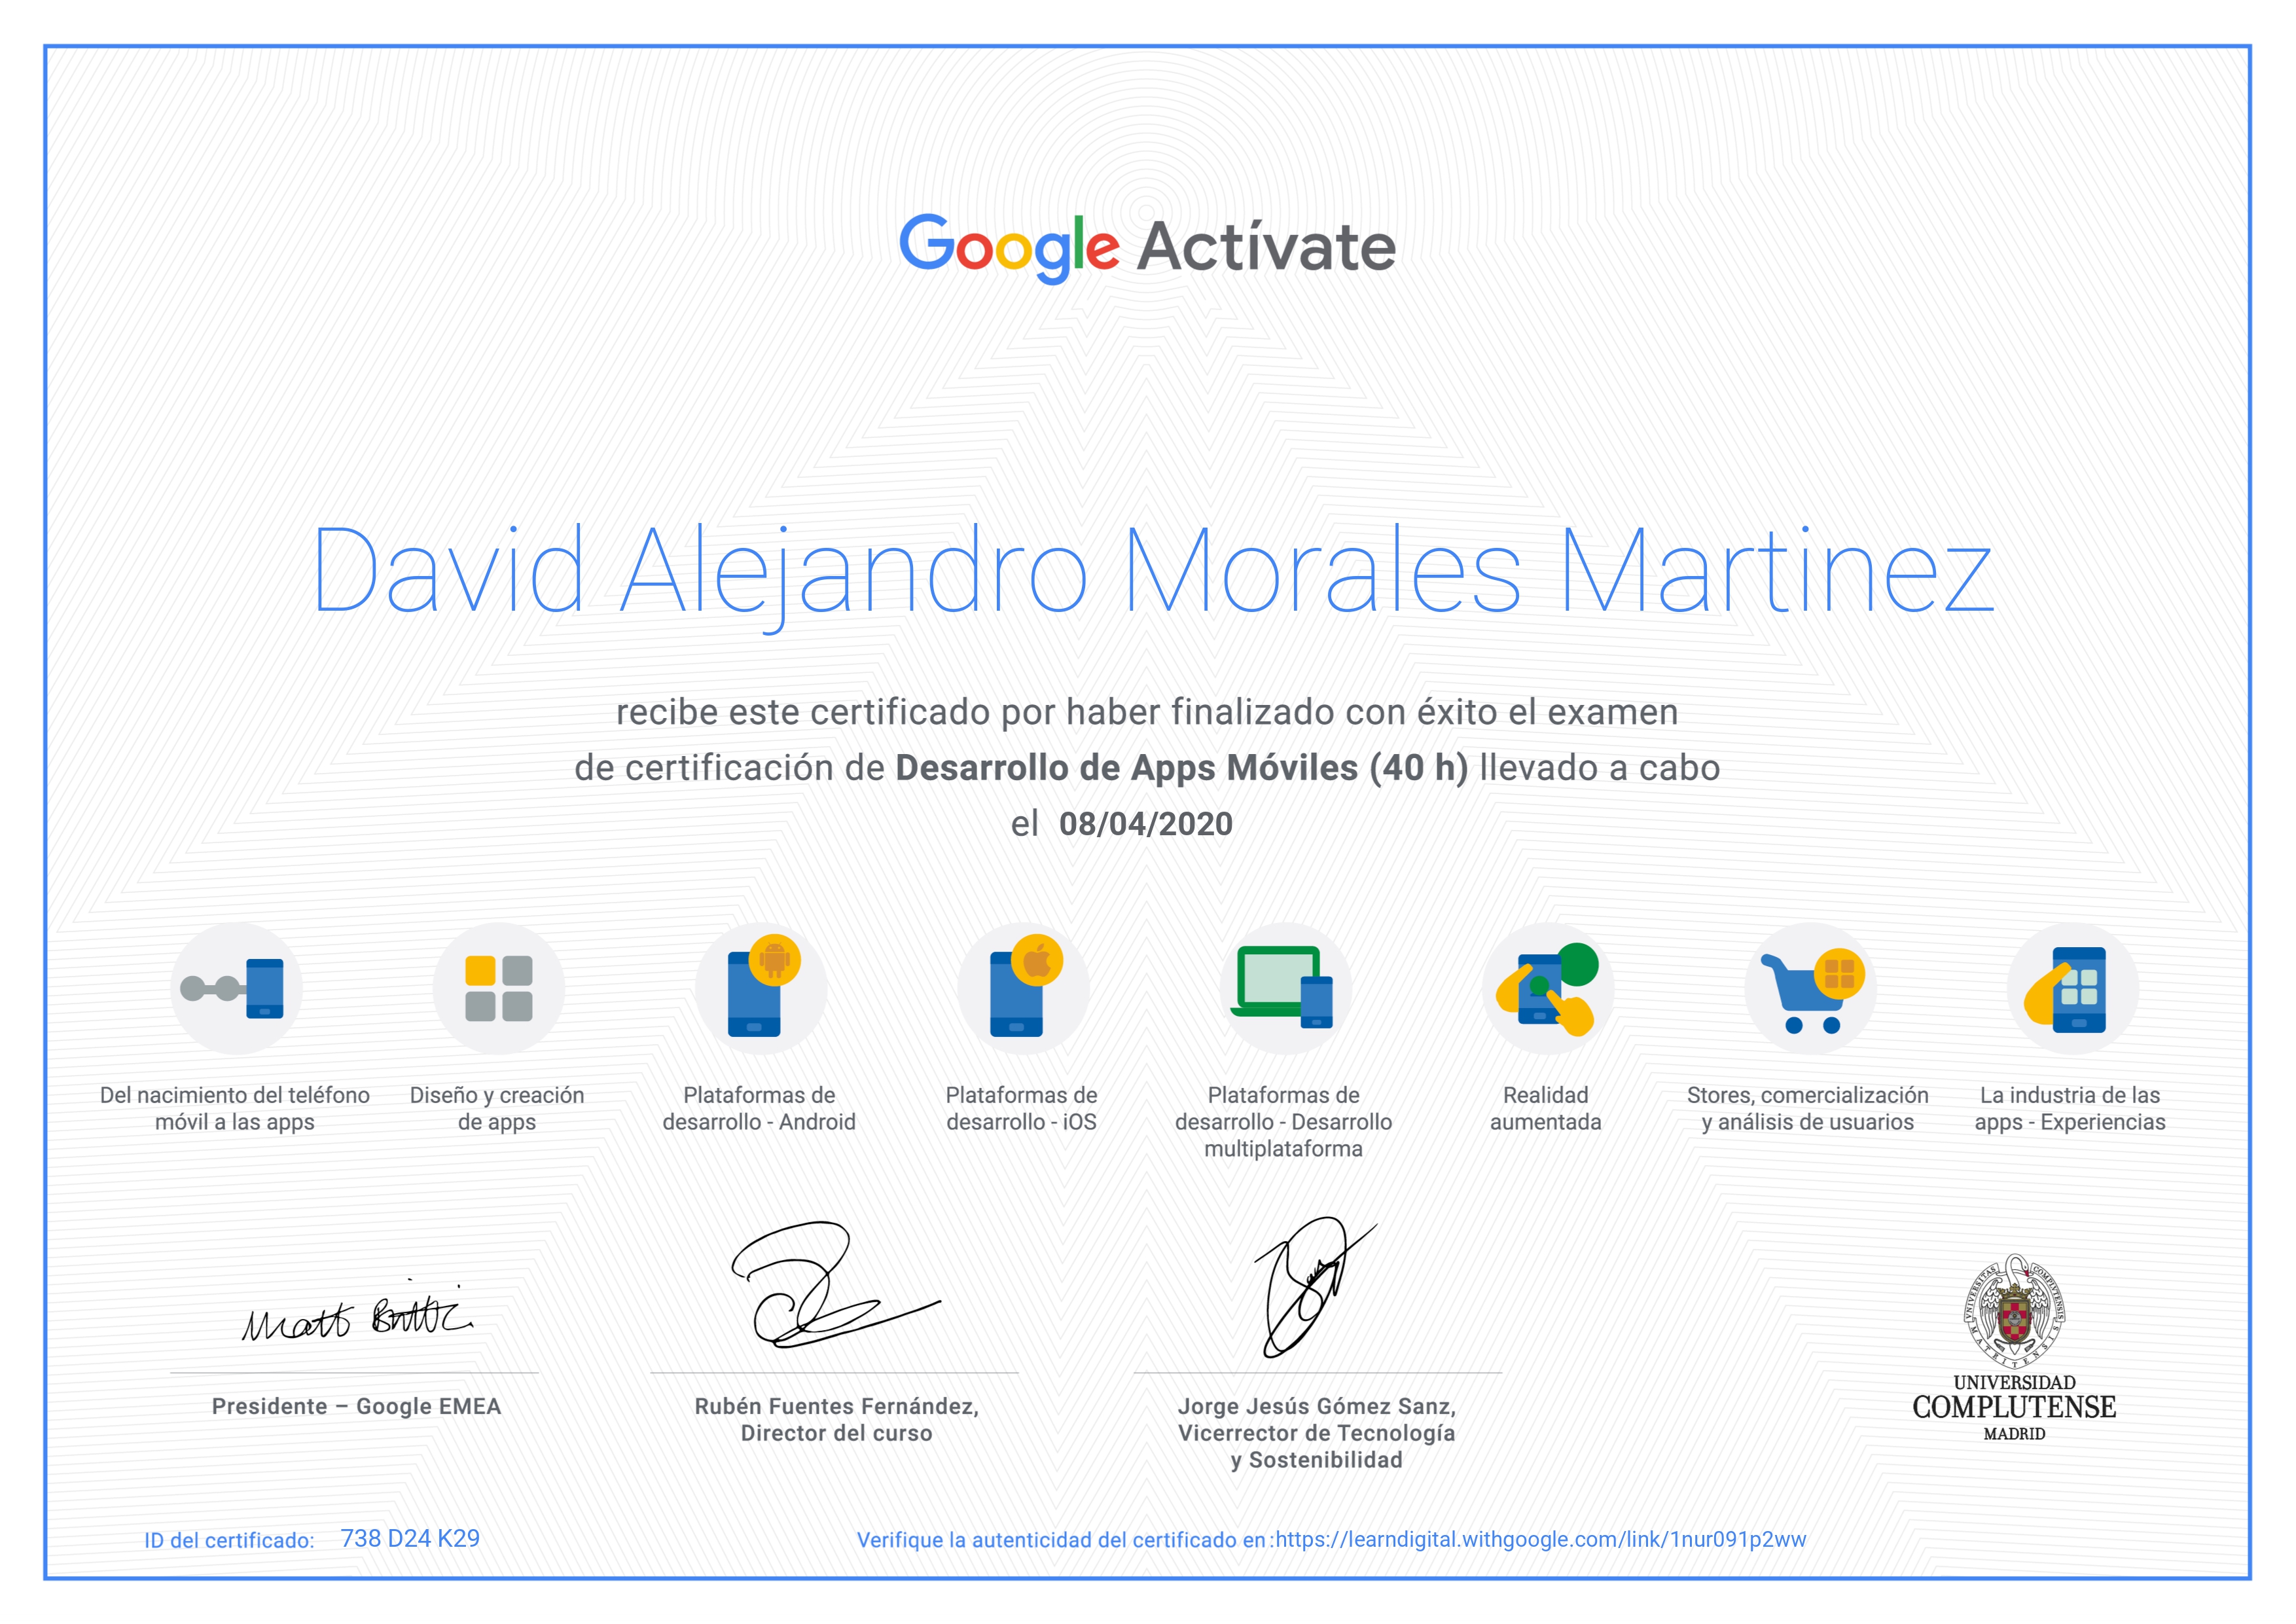 Google Actívate
David Alejandro Morales Martinez
recibe este certificado por haber finalizado con éxito el examen
de certificación de Desarrollo de Apps Móviles (40 h) llevado a cabo
el 08/04/2020
Del nacimiento del teléfono
móvil a las apps
Diseño y creación
de apps
Plataformas de
desarrollo - Android
Plataformas de
desarrollo - iOS
Plataformas de
desarrollo - Desarrollo
multiplataforma
Realidad
aumentada
Stores, comercialización
y análisis de usuarios
La industria de las
apps - Experiencias
Matt Brittin
Presidente – Google EMEA
Rubén Fuentes Fernández,
Director del curso
Jorge Jesús Gómez Sanz,
Vicerrector de Tecnología
y Sostenibilidad
UNIVERSITAS COMPLUTENSIS
MATRITENSIS
UNIVERSIDAD
COMPLUTENSE
MADRID
ID del certificado: 738 D24 K29
Verifique la autenticidad del certificado en: https://learndigital.withgoogle.com/link/1nur091p2ww